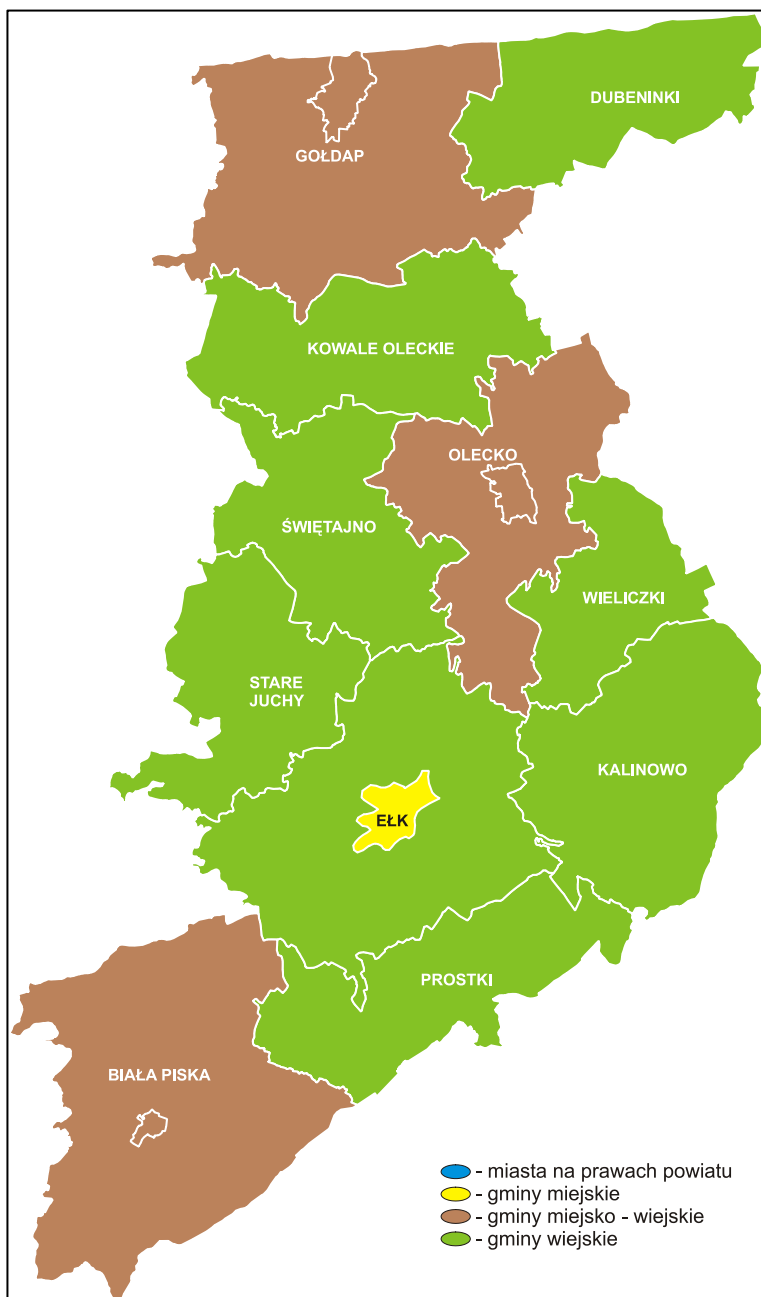 DUBENINKI
GOŁDAP
KOWALE OLECKIE
OLECKO
ŚWIĘTAJNO
WIELICZKI
STARE
JUCHY
KALINOWO
EŁK
PROSTKI
BIAŁA PISKA
- miasta na prawach powiatu
- gminy miejskie
- gminy miejsko - wiejskie
- gminy wiejskie